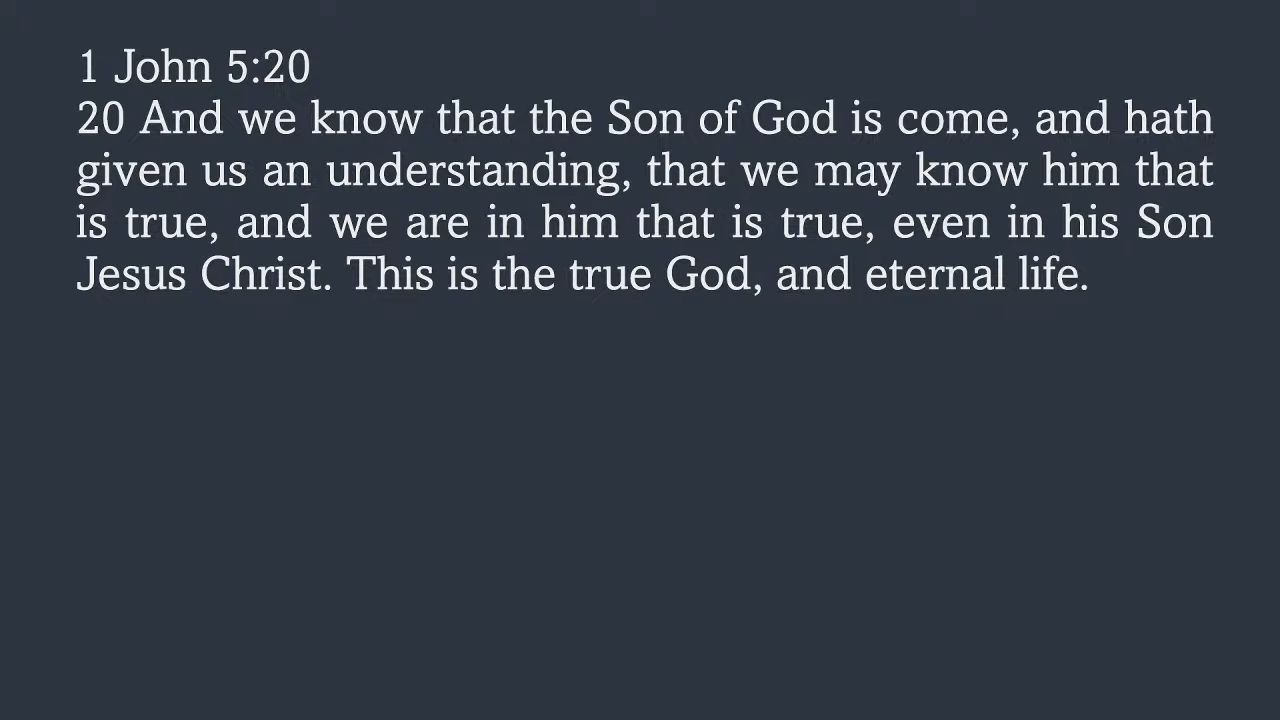 1 John 5:20
20 And we know that the Son of God is come, and hath
given us an understanding, that we may know him that
is true, and we are in him that is true, even in his Son
Jesus Christ. This is the true God, and eternal life.